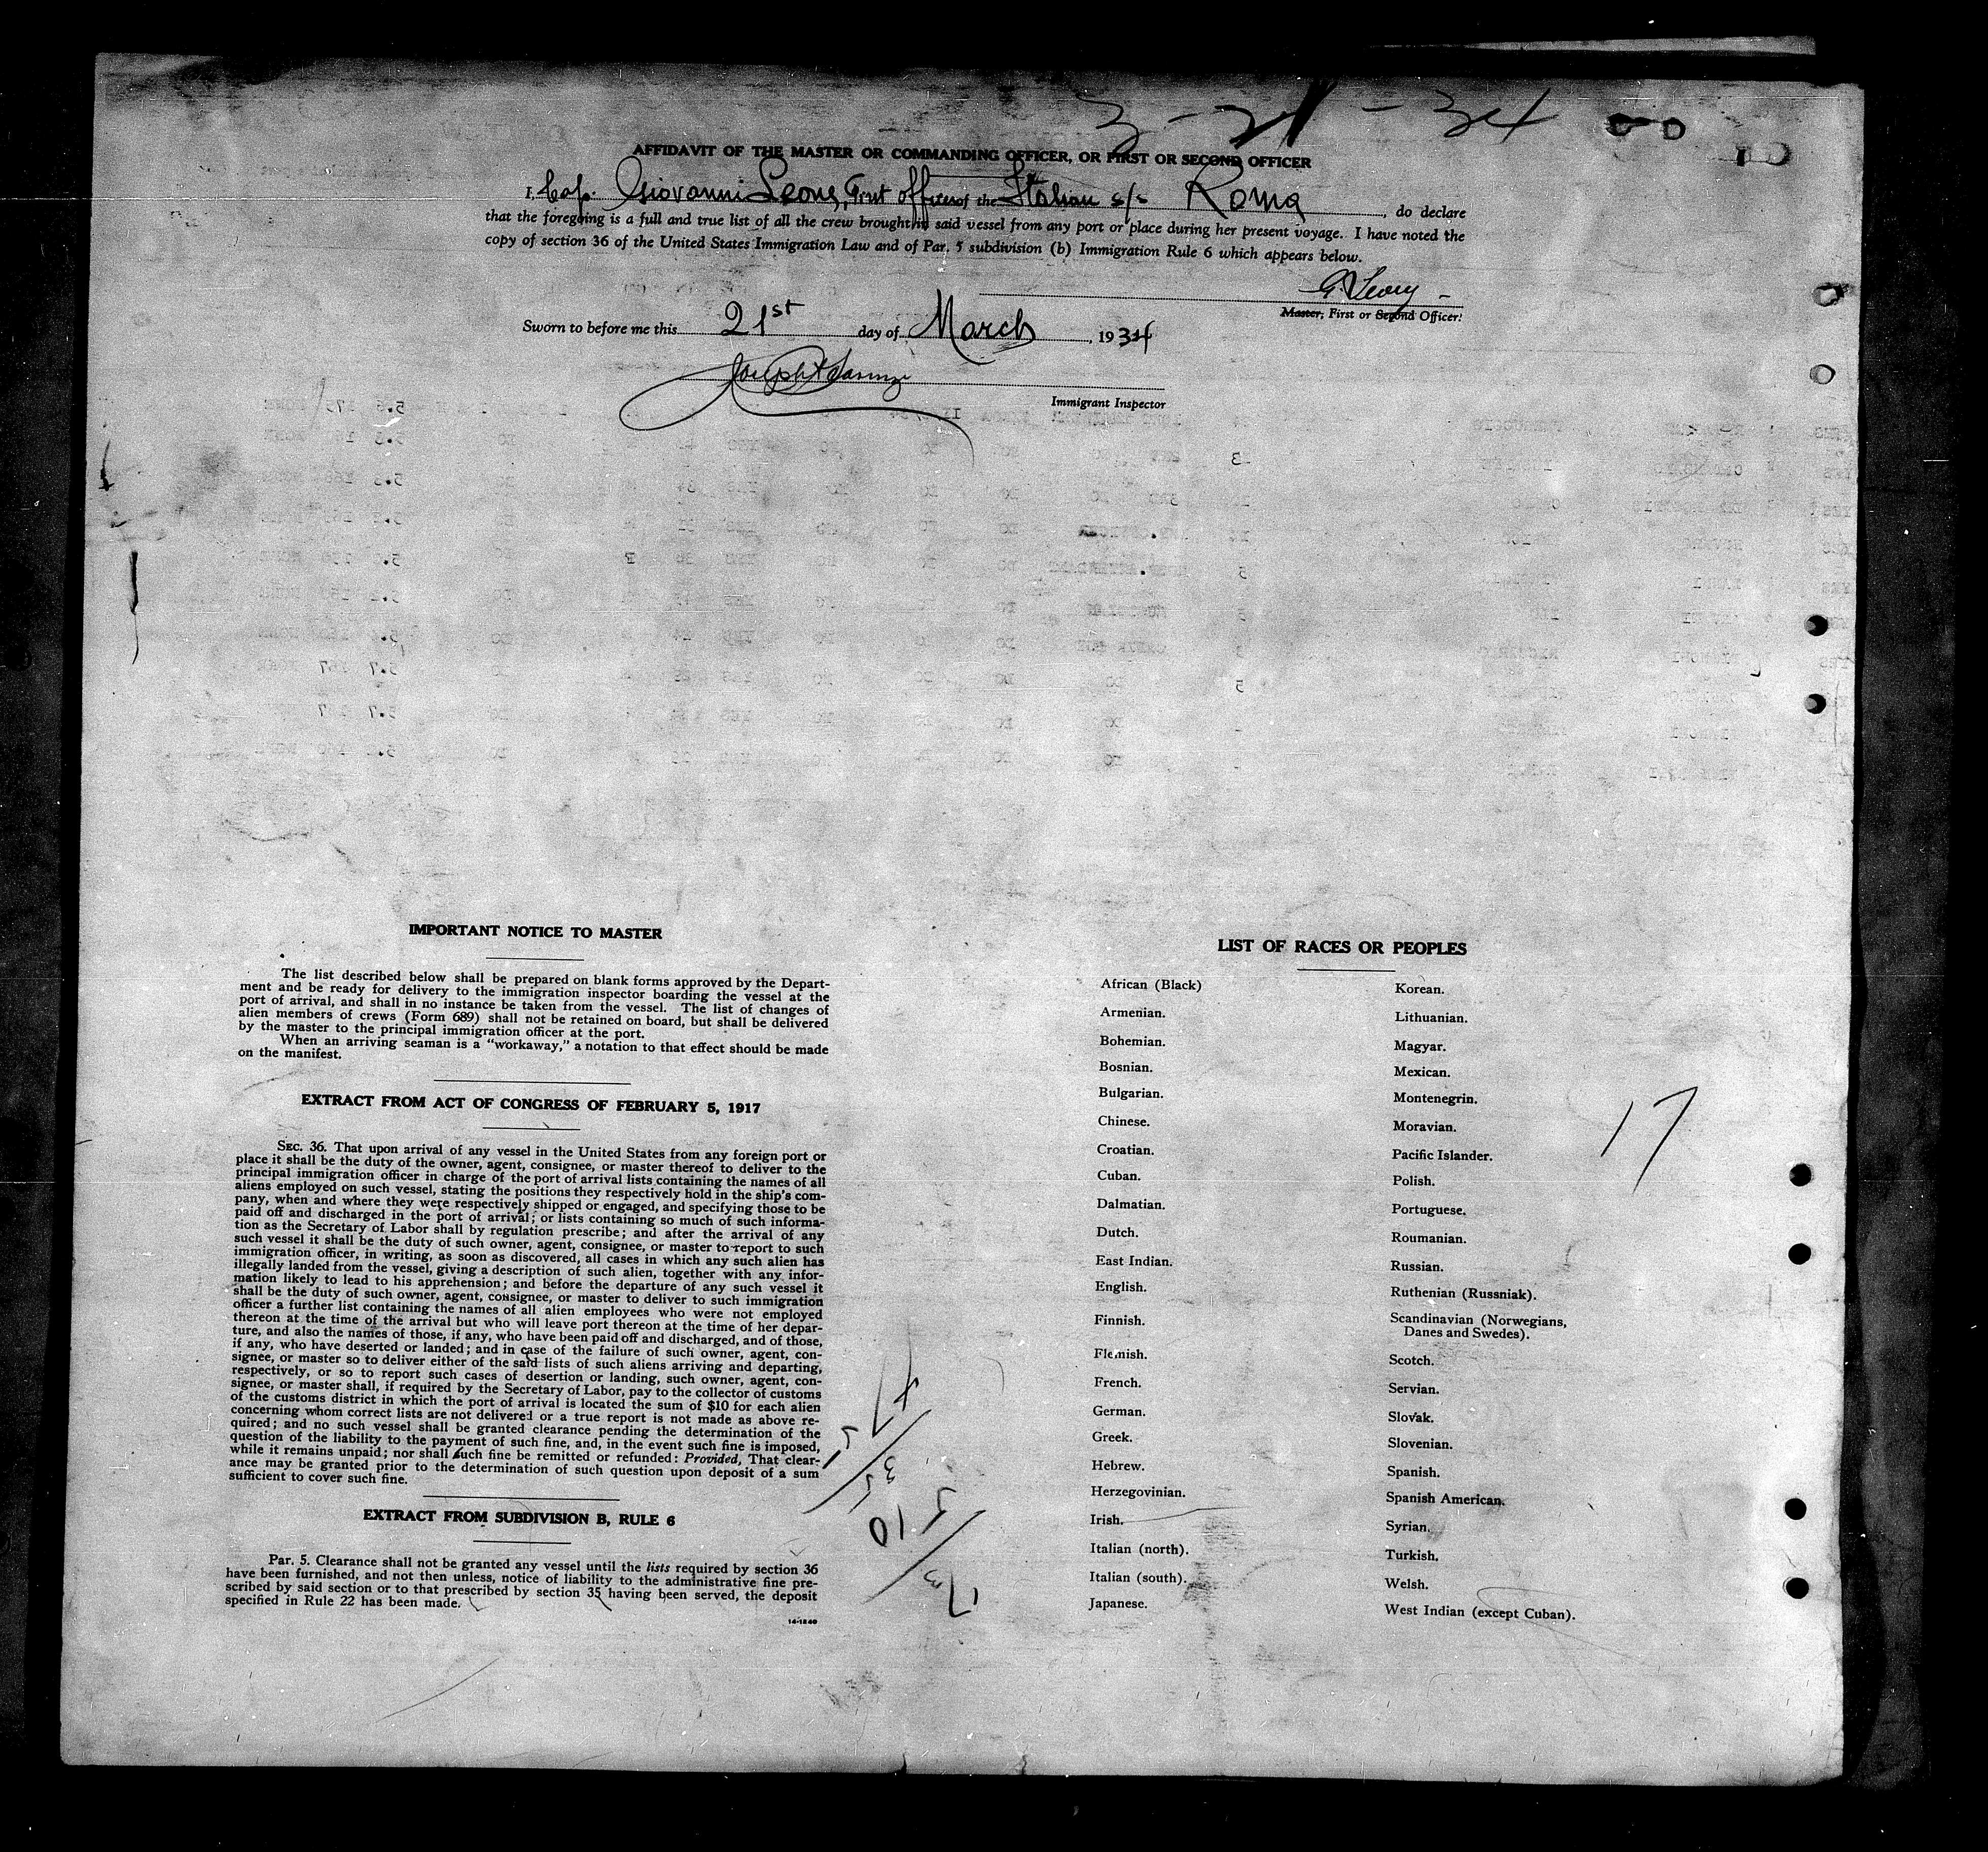 3-21-34
AFFIDAVIT OF THE MASTER OR COMMANDING OFFICER, OR FIRST OR SECOND OFFICER
I, Cap. Giovanni Leone, First officer of the Italian s/s Roma, do declare
that the foregoing is a full and true list of all the crew brought in said vessel from any port or place during her present voyage. I have noted the
copy of section 36 of the United States Immigration Law and of Par. 5 subdivision (b) Immigration Rule 6 which appears below.
Master, First or Second Officer.
Sworn to before me this 21st day of March, 1934
Immigrant Inspector
IMPORTANT NOTICE TO MASTER
The list described below shall be prepared on blank forms approved by the Depart-
ment and be ready for delivery to the immigration inspector boarding the vessel at the
port of arrival, and shall in no instance be taken from the vessel. The list of changes of
alien members of crews (Form 689) shall not be retained on board, but shall be delivered
by the master to the principal immigration officer at the port.
When an arriving seaman is a "workaway," a notation to that effect should be made
on the manifest.
EXTRACT FROM ACT OF CONGRESS OF FEBRUARY 5, 1917
SEC. 36. That upon arrival of any vessel in the United States from any foreign port or
place it shall be the duty of the owner, agent, consignee, or master thereof to deliver to the
principal immigration officer in charge of the port of arrival lists containing the names of all
aliens employed on such vessel, stating the positions they respectively hold in the ship's com-
pany, when and where they were respectively shipped or engaged, and specifying those to be
paid off and discharged in the port of arrival; or lists containing so much of such informa-
tion as the Secretary of Labor shall by regulation prescribe; and after the arrival of any
such vessel it shall be the duty of such owner, agent, consignee, or master to report to such
immigration officer, in writing, as soon as discovered, all cases in which any such alien has
illegally landed from the vessel, giving a description of such alien, together with any infor-
mation likely to lead to his apprehension; and before the departure of any such vessel it
shall be the duty of such owner, agent, consignee, or master to deliver to such immigration
officer a further list containing the names of all alien employees who were not employed
thereon at the time of the arrival but who will leave port thereon at the time of her depar-
ture, and also the names of those, if any, who have been paid off and discharged, and of those,
if any, who have deserted or landed; and in case of the failure of such owner, agent, con-
signee, or master so to deliver either of the said lists of such aliens arriving and departing,
respectively, or so to report such cases of desertion or landing, such owner, agent, con-
signee, or master shall, if required by the Secretary of Labor, pay to the collector of customs
of the customs district in which the port of arrival is located the sum of $10 for each alien
concerning whom correct lists are not delivered or a true report is not made as above re-
quired; and no such vessel shall be granted clearance pending the determination of the
question of the liability to the payment of such fine, and, in the event such fine is imposed,
while it remains unpaid; nor shall such fine be remitted or refunded: Provided, That clear-
ance may be granted prior to the determination of such question upon deposit of a sum
sufficient to cover such fine.
EXTRACT FROM SUBDIVISION B, RULE 6
Par. 5. Clearance shall not be granted any vessel until the lists required by section 36
have been furnished, and not then unless, notice of liability to the administrative fine pre-
scribed by said section or to that prescribed by section 35 having been served, the deposit
specified in Rule 22 has been made.
LIST OF RACES OR PEOPLES
African (Black)
Armenian.
Bohemian.
Bosnian.
Bulgarian.
Chinese.
Croatian.
Cuban.
Dalmatian.
Dutch.
East Indian.
English.
Finnish.
Flemish.
French.
German.
Greek.
Hebrew.
Herzegovinian.
Irish.
Italian (north).
Italian (south).
Japanese.
Korean.
Lithuanian.
Magyar.
Mexican.
Montenegrin.
Moravian.
Pacific Islander.
Polish.
Portuguese.
Roumanian.
Russian.
Ruthenian (Russniak).
Scandinavian (Norwegians,
Danes and Swedes).
Scotch.
Servian.
Slovak.
Slovenian.
Spanish.
Spanish American.
Syrian.
Turkish.
Welsh.
West Indian (except Cuban).
17